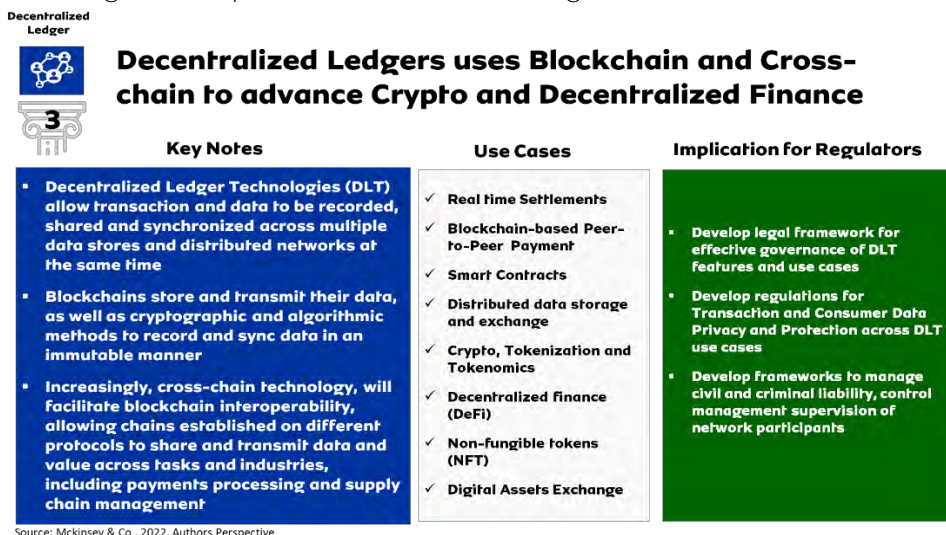 Decentralized
Ledger
3
Decentralized Ledgers uses Blockchain and Cross-
chain to advance Crypto and Decentralized Finance
Key Notes
▪ Decentralized Ledger Technologies (DLT)
allow transaction and data to be recorded,
shared and synchronized across multiple
data stores and distributed networks at
the same time
▪ Blockchains store and transmit their data,
as well as cryptographic and algorithmic
methods to record and sync data in an
immutable manner
▪ Increasingly, cross-chain technology, will
facilitate blockchain interoperability,
allowing chains established on different
protocols to share and transmit data and
value across tasks and industries,
including payments processing and supply
chain management
Use Cases
✓ Real time Settlements
✓ Blockchain-based Peer-
to-Peer Payment
✓ Smart Contracts
✓ Distributed data storage
and exchange
✓ Crypto, Tokenization and
Tokenomics
✓ Decentralized finance
(DeFi)
✓ Non-fungible tokens
(NFT)
✓ Digital Assets Exchange
Implication for Regulators
▪ Develop legal framework for
effective governance of DLT
features and use cases
▪ Develop regulations for
Transaction and Consumer Data
Privacy and Protection across DLT
use cases
▪ Develop frameworks to manage
civil and criminal liability, control
management supervision of
network participants
Source: Mckinsey & Co., 2022, Authors Perspective